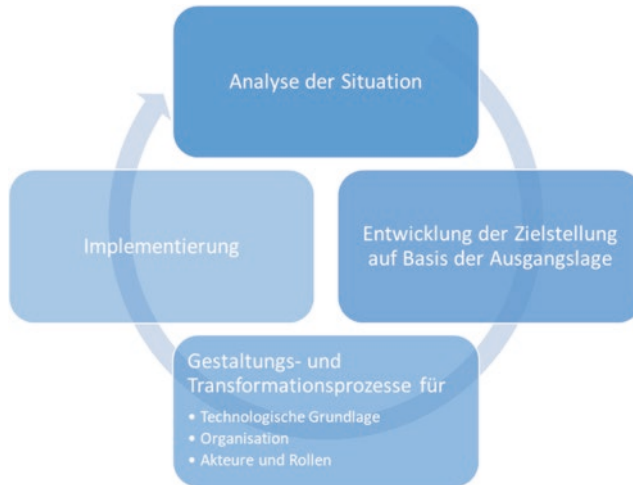 Analyse der Situation
Entwicklung der Zielstellung
auf Basis der Ausgangslage
Gestaltungs- und
Transformationsprozesse für
• Technologische Grundlage
• Organisation
• Akteure und Rollen
Implementierung